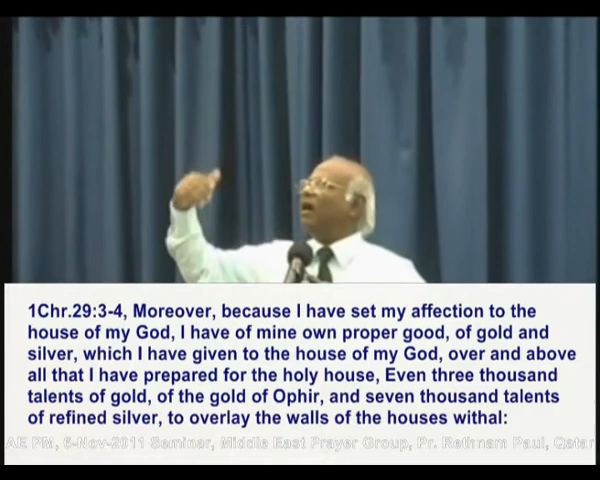 1Chr.29:3-4, Moreover, because I have set my affection to the
house of my God, I have of mine own proper good, of gold and
silver, which I have given to the house of my God, over and above
all that I have prepared for the holy house, Even three thousand
talents of gold, of the gold of Ophir, and seven thousand talents
of refined silver, to overlay the walls of the houses withal:
AE PM, 6-Nov-2011 Seminar, Middle East Prayer Group, Pr. Rethnam Paul, Qatar